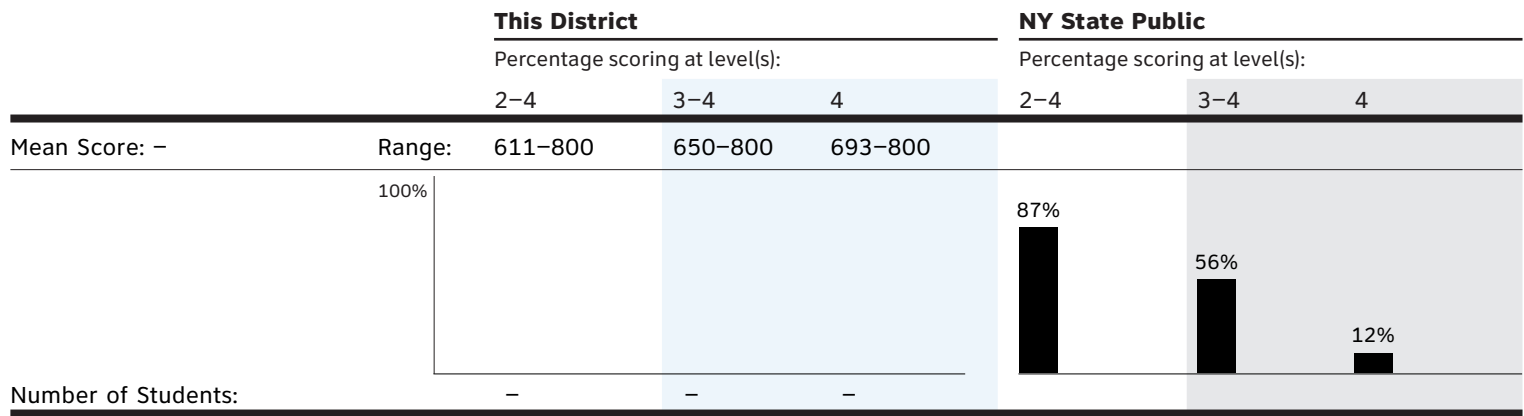 This District NY State Public
Percentage scoring at level(s): Percentage scoring at level(s):
2–4 3–4 4 2–4 3–4 4
Mean Score: – Range: 611–800 650–800 693–800
100%
87%
56%
12%
Number of Students: – – –